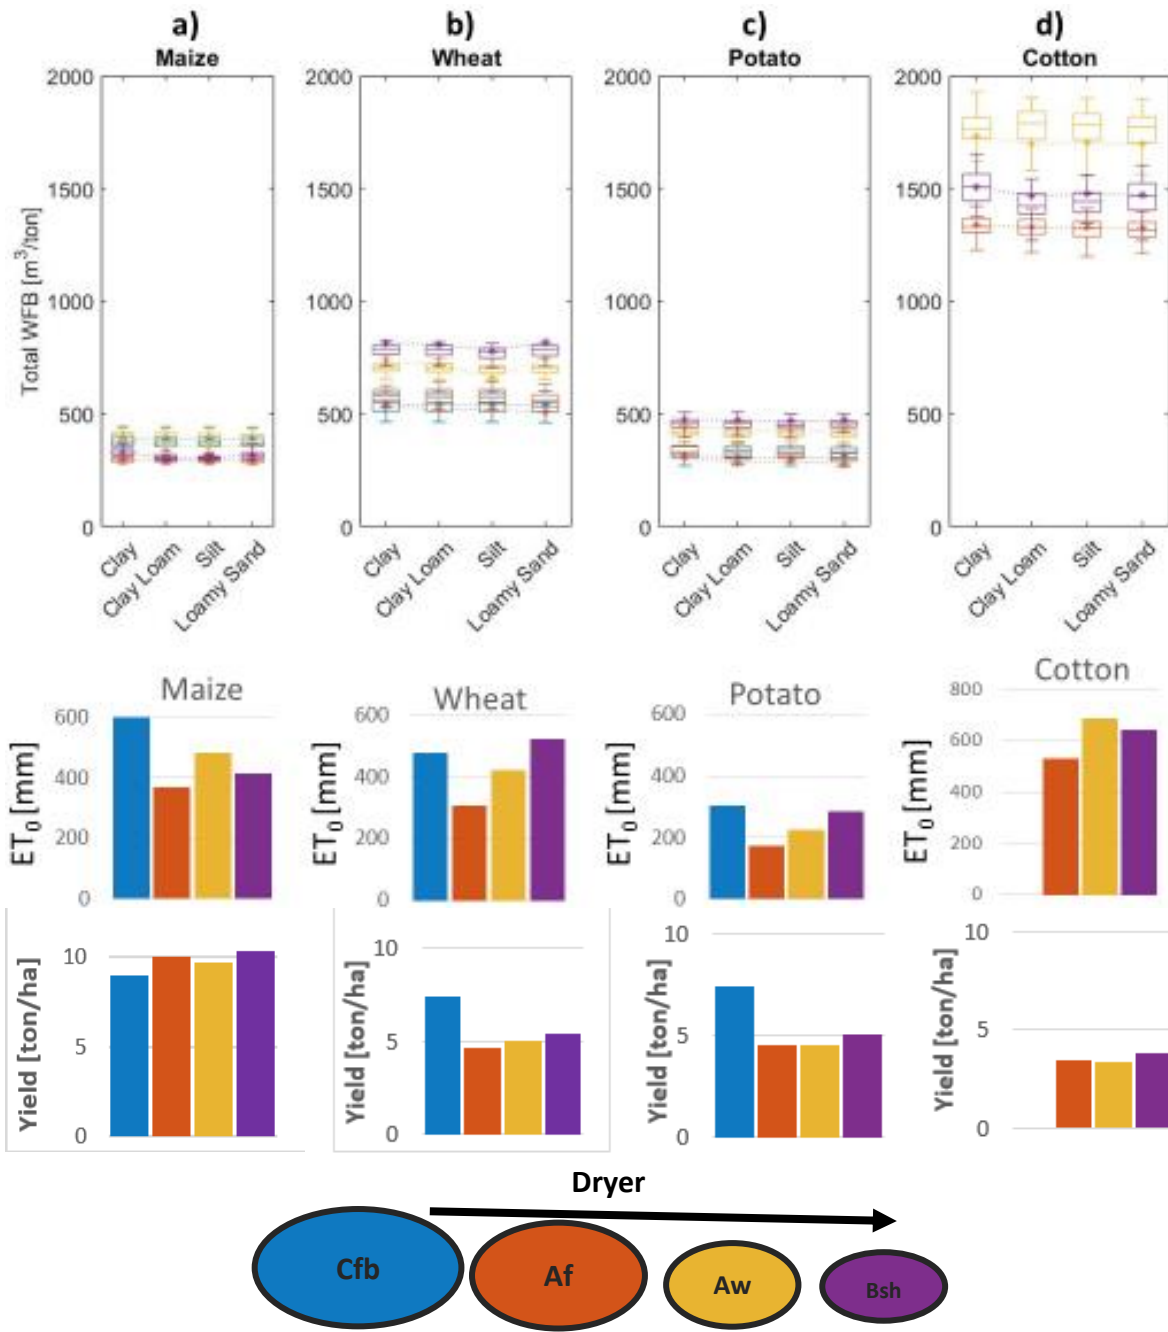 a) b) c) d)
Maize Wheat Potato Cotton
Total WFB [m³/ton]
2000 2000 2000 2000
1500 1500 1500 1500
1000 1000 1000 1000
500 500 500 500
0 0 0 0
Clay Clay Loam Silt Loamy Sand
Clay Clay Loam Silt Loamy Sand
Clay Clay Loam Silt Loamy Sand
Clay Clay Loam Silt Loamy Sand
Maize
ET₀ [mm]
600
400
200
0
Wheat
ET₀ [mm]
600
400
200
0
Potato
ET₀ [mm]
600
400
200
0
Cotton
ET₀ [mm]
800
600
400
200
0
Yield [ton/ha]
10
5
0
Yield [ton/ha]
10
5
0
Yield [ton/ha]
10
5
0
Yield [ton/ha]
10
5
0
Dryer
Cfb Af Aw Bsh